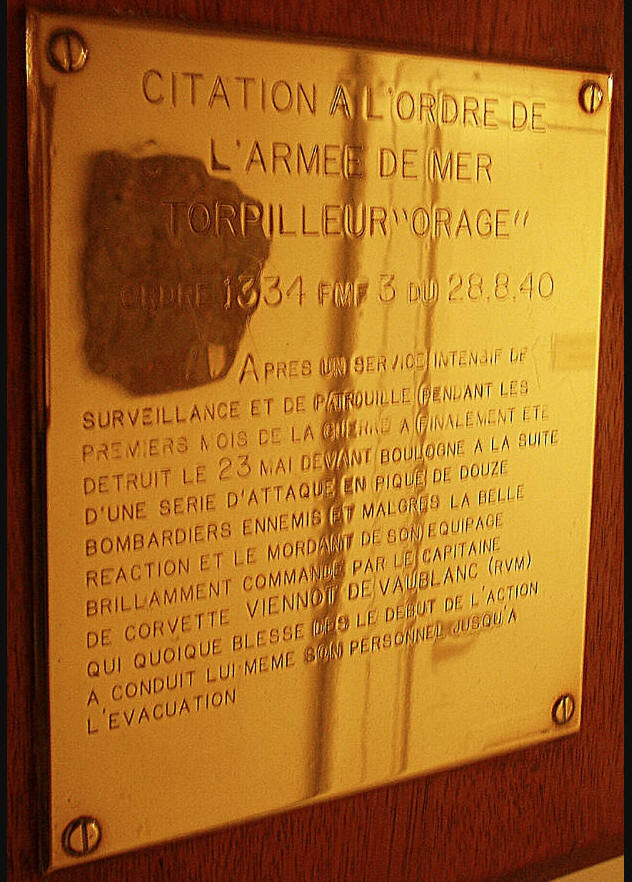 CITATION A L'ORDRE DE
L'ARMEE DE MER
TORPILLEUR "ORAGE"
ORDRE 1334 FMF 3 DU 28.8.40
APRES UN SERVICE INTENSIF DE
SURVEILLANCE ET DE PATROUILLE PENDANT LES
PREMIERS MOIS DE LA GUERRE A FINALEMENT ETE
DETRUIT LE 23 MAI DEVANT BOULOGNE A LA SUITE
D'UNE SERIE D'ATTAQUE EN PIQUE DE DOUZE
BOMBARDIERS ENNEMIS ET MALGRES LA BELLE
REACTION ET LE MORDANT DE SON EQUIPAGE
BRILLAMMENT COMMANDE PAR LE CAPITAINE
DE CORVETTE VIENNOT DE VAUBLANC (RVM)
QUI QUOIQUE BLESSE DES LE DEBUT DE L'ACTION
A CONDUIT LUI-MEME SON PERSONNEL JUSQU'A
L'EVACUATION